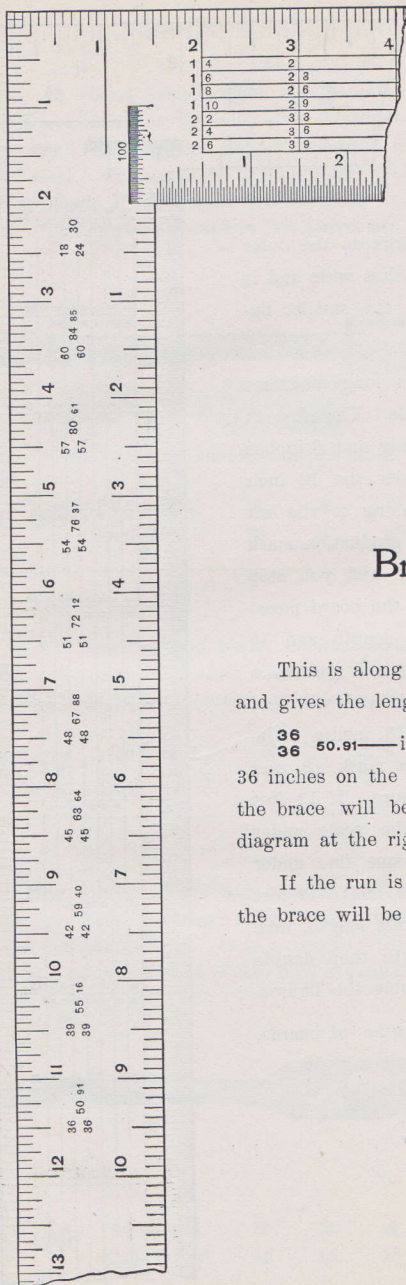 1 2 3 4
1 4 2
1 6 2 3
1 8 2 6
1 10 2 9
2 2 3 3
2 4 3 6
2 6 3 9
1 2
100
1
2
18 24 30
3
1
60 60 84 85
4
2
57 57 80 61
5
3
54 54 76 37
6
4
51 51 72 12
7
5
48 48 67 88
8
6
45 45 63 64
9
7
42 42 59 40
10
8
39 39 55 16
11
9
36 36 50 91
12
10
13
Br
This is along
and gives the leng
36
36 50.91—i
36 inches on the
the brace will be
diagram at the rig
If the run is
the brace will be